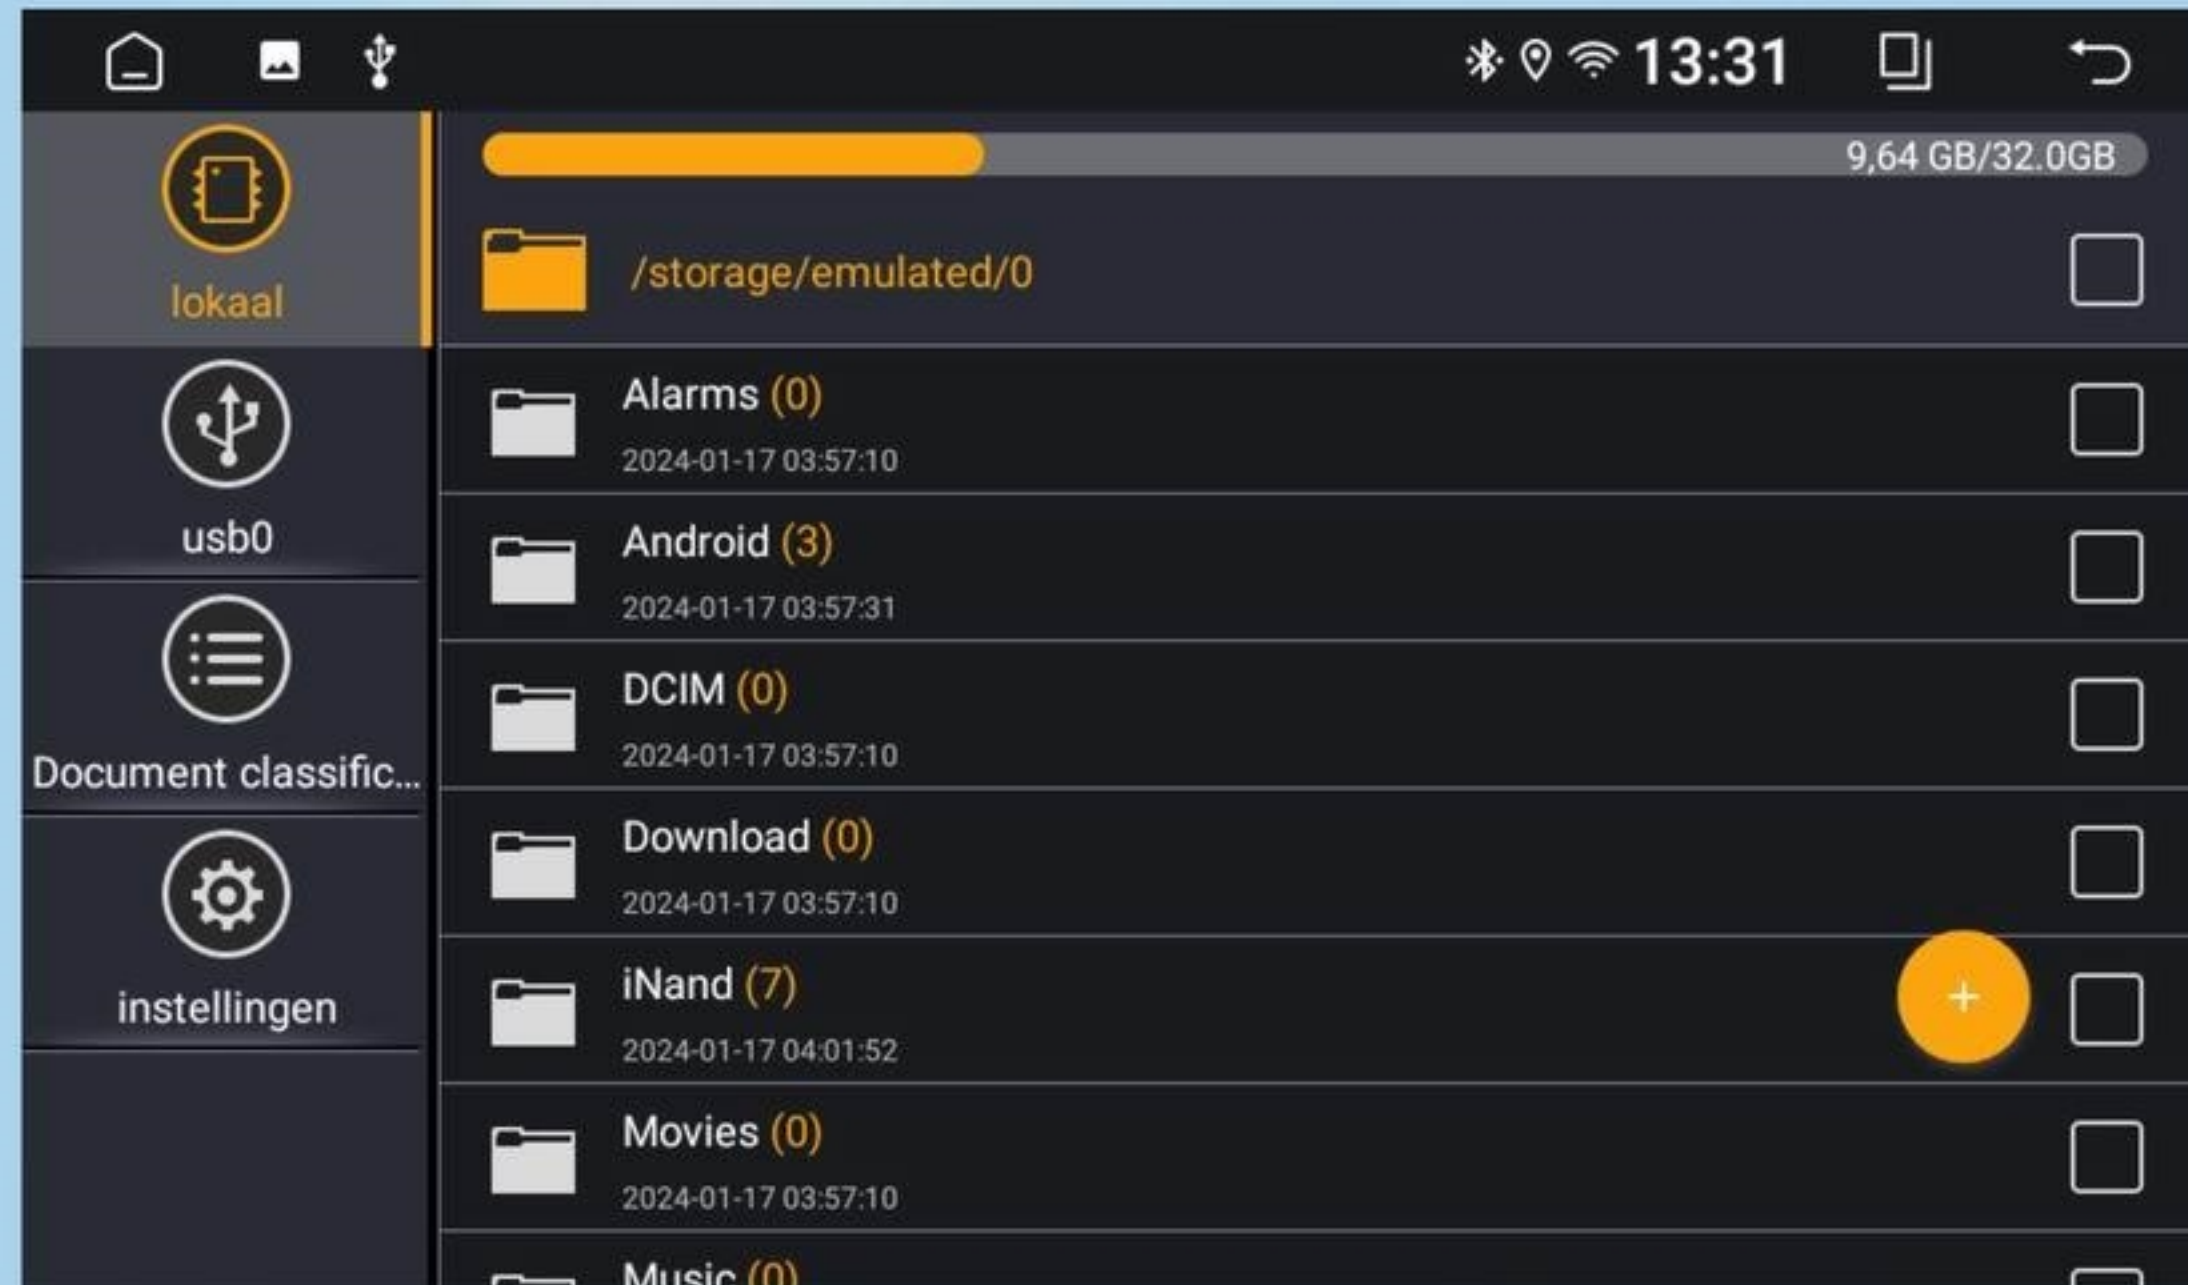 13:31
9,64 GB/32.0GB
/storage/emulated/0
lokaal
usb0
Document classific...
instellingen
Alarms (0)
2024-01-17 03:57:10
Android (3)
2024-01-17 03:57:31
DCIM (0)
2024-01-17 03:57:10
Download (0)
2024-01-17 03:57:10
iNand (7)
2024-01-17 04:01:52
+
Movies (0)
2024-01-17 03:57:10
Music (0)